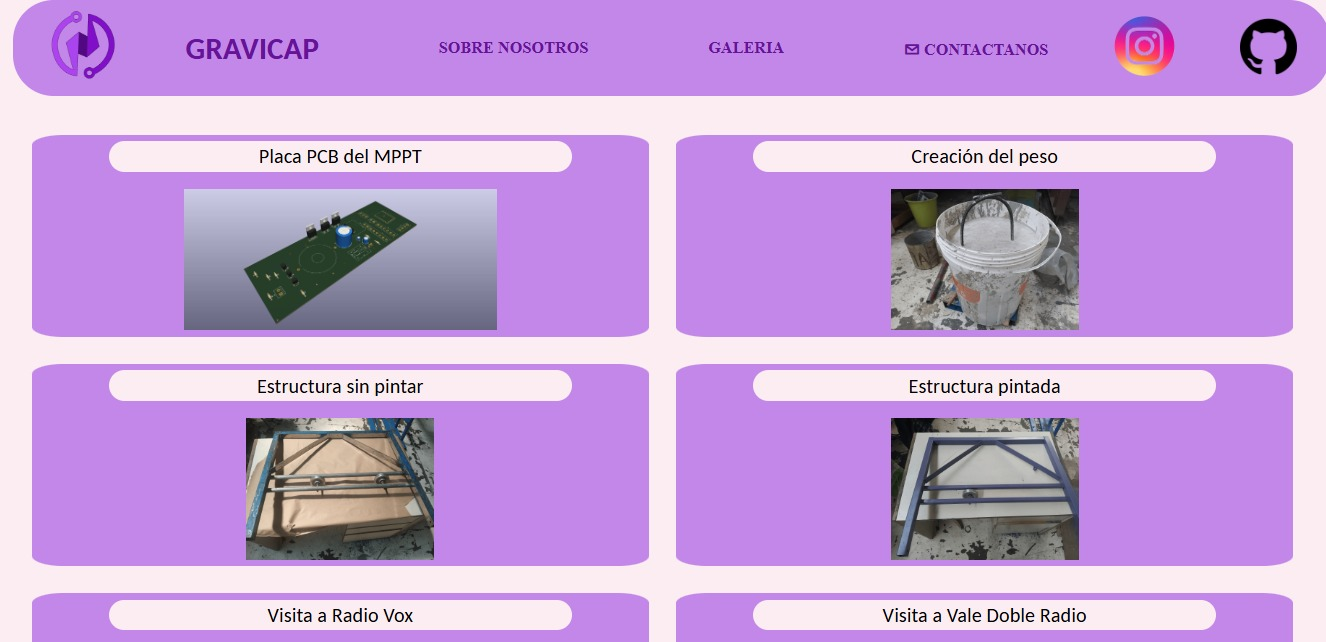 GRAVICAP
SOBRE NOSOTROS
GALERIA
CONTACTANOS
Placa PCB del MPPT
Creación del peso
Estructura sin pintar
Estructura pintada
Visita a Radio Vox
Visita a Vale Doble Radio